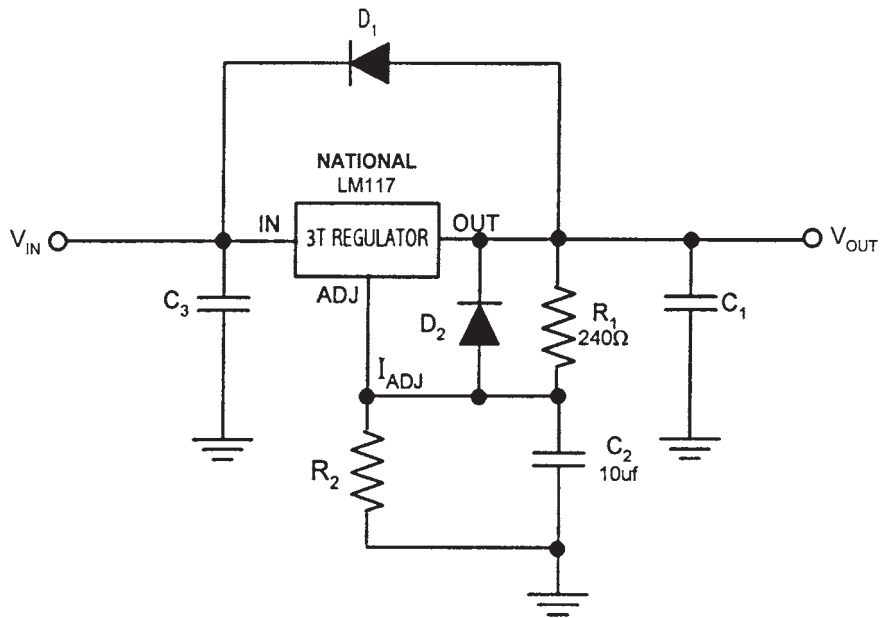 D1
NATIONAL
LM117
VIN
IN
3T REGULATOR
OUT
VOUT
ADJ
C3
D2
R1
240Ω
C1
IADJ
R2
C2
10uf